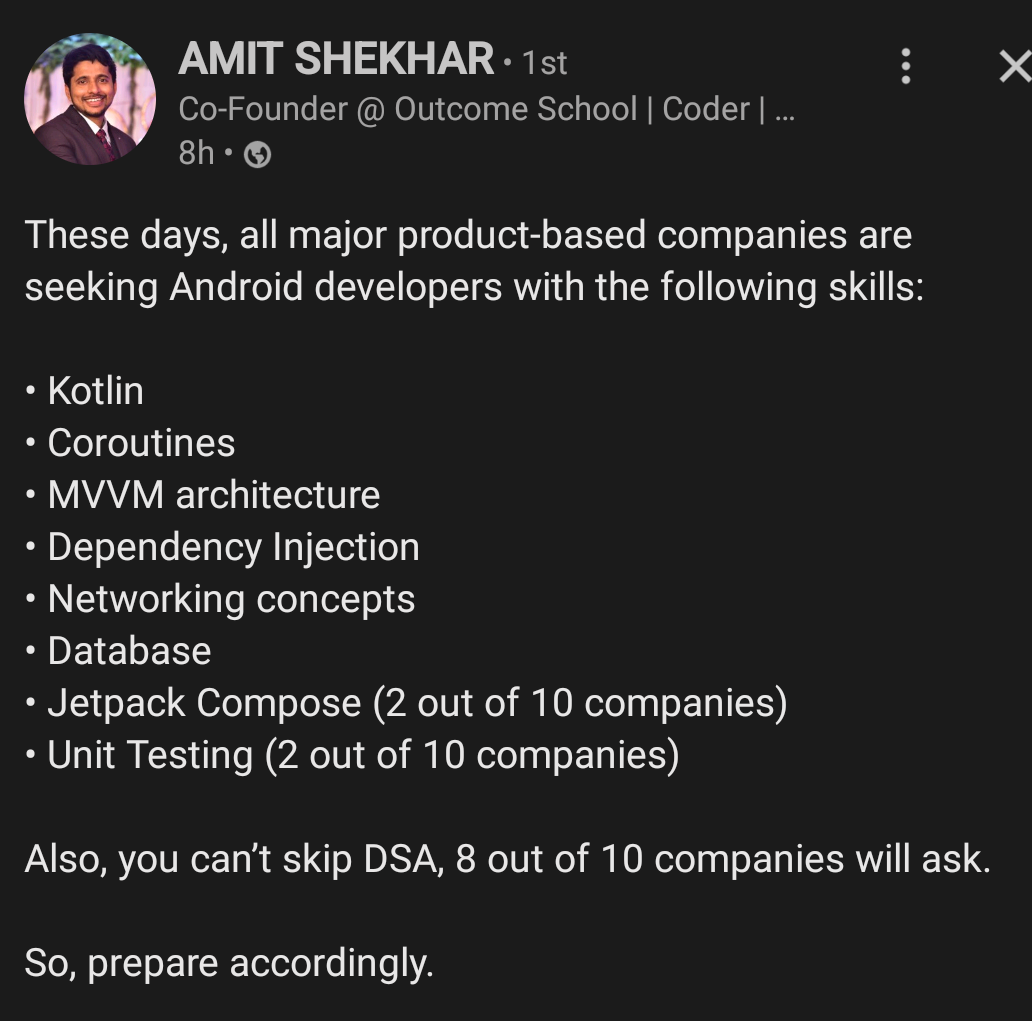 AMIT SHEKHAR • 1st
Co-Founder @ Outcome School | Coder | ...
8h •
These days, all major product-based companies are
seeking Android developers with the following skills:
• Kotlin
• Coroutines
• MVVM architecture
• Dependency Injection
• Networking concepts
• Database
• Jetpack Compose (2 out of 10 companies)
• Unit Testing (2 out of 10 companies)
Also, you can’t skip DSA, 8 out of 10 companies will ask.
So, prepare accordingly.